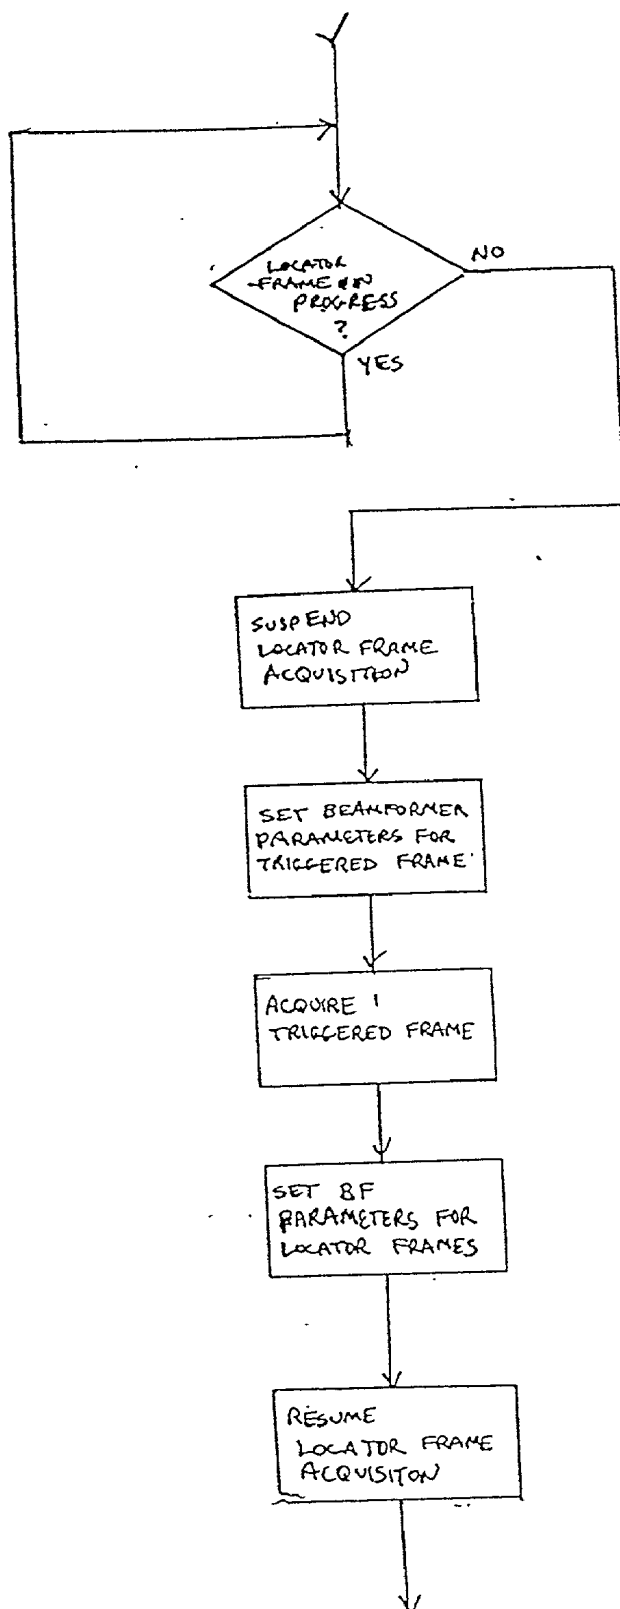 LOCATOR
FRAME IN
PROGRESS
?
NO
YES
SUSPEND
LOCATOR FRAME
ACQUISITION
SET BEAMFORMER
PARAMETERS FOR
TRIGGERED FRAME
ACQUIRE 1
TRIGGERED FRAME
SET BF
PARAMETERS FOR
LOCATOR FRAMES
RESUME
LOCATOR FRAME
ACQUISITON